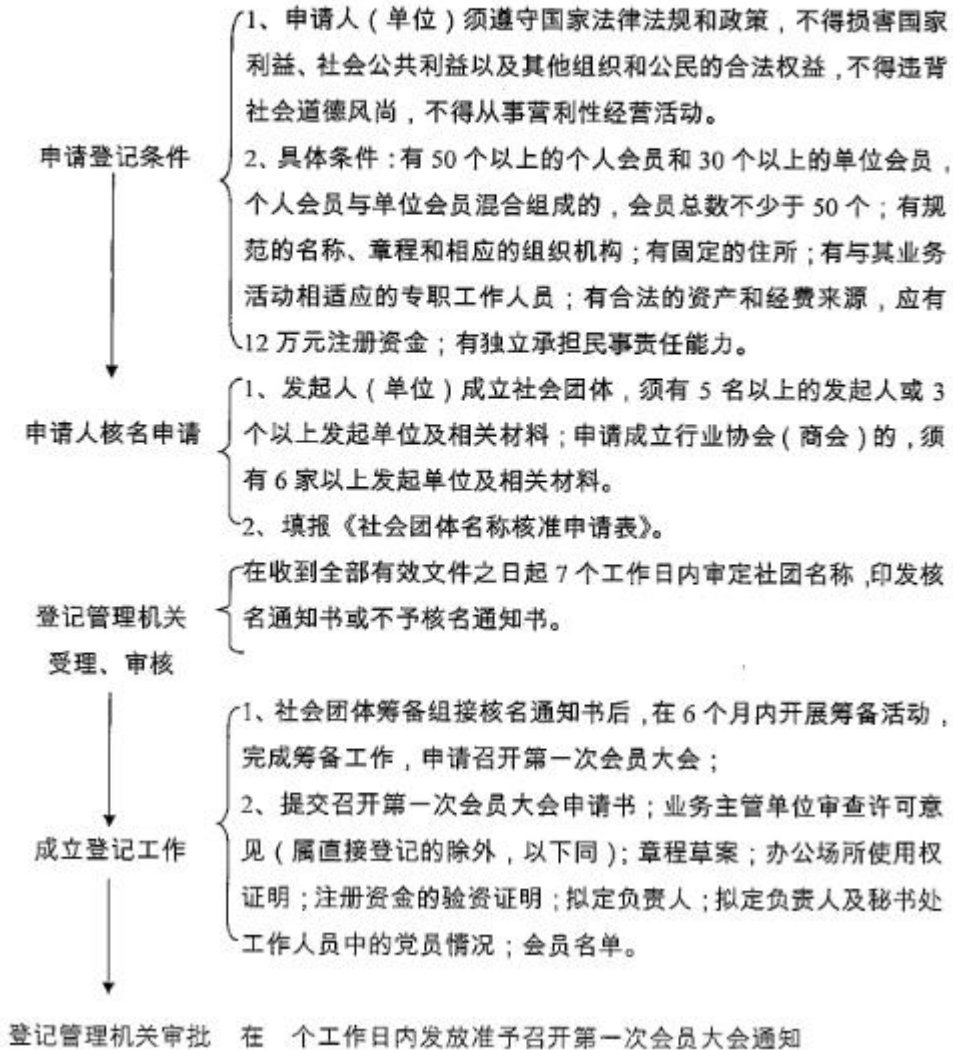 申请登记条件
1、申请人（单位）须遵守国家法律法规和政策，不得损害国家
利益、社会公共利益以及其他组织和公民的合法权益，不得违背
社会道德风尚，不得从事营利性经营活动。
2、具体条件：有 50 个以上的个人会员和 30 个以上的单位会员，
个人会员与单位会员混合组成的，会员总数不少于 50 个；有规
范的名称、章程和相应的组织机构；有固定的住所；有与其业务
活动相适应的专职工作人员；有合法的资产和经费来源，应有
12 万元注册资金；有独立承担民事责任能力。
申请人核名申请
1、发起人（单位）成立社会团体，须有 5 名以上的发起人或 3
个以上发起单位及相关材料；申请成立行业协会（商会）的，须
有 6 家以上发起单位及相关材料。
2、填报《社会团体名称核准申请表》。
登记管理机关
受理、审核
在收到全部有效文件之日起 7 个工作日内审定社团名称，印发核
名通知书或不予核名通知书。
成立登记工作
1、社会团体筹备组接核名通知书后，在 6 个月内开展筹备活动，
完成筹备工作，申请召开第一次会员大会；
2、提交召开第一次会员大会申请书；业务主管单位审查许可意
见（属直接登记的除外，以下同）；章程草案；办公场所使用权
证明；注册资金的验资证明；拟定负责人；拟定负责人及秘书处
工作人员中的党员情况；会员名单。
登记管理机关审批 在 个工作日内发放准予召开第一次会员大会通知